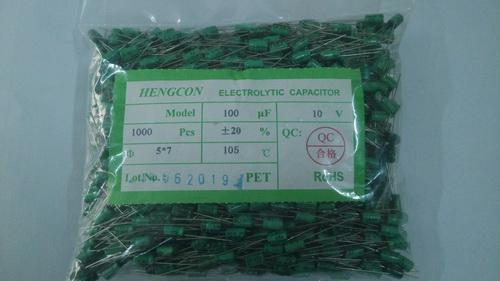 HENGCON ELECTROLYTIC CAPACITOR
Model 100 μF 10 V
1000 Pcs ±20 % QC: QC
合格
Φ 5*7 105 ℃
Lot.No. PET RoHS